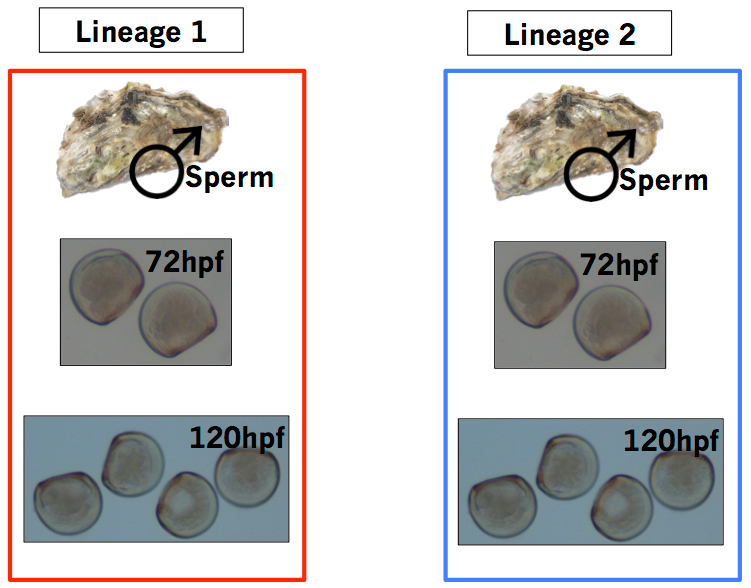 Lineage 1
Sperm
72hpf
120hpf
Lineage 2
Sperm
72hpf
120hpf